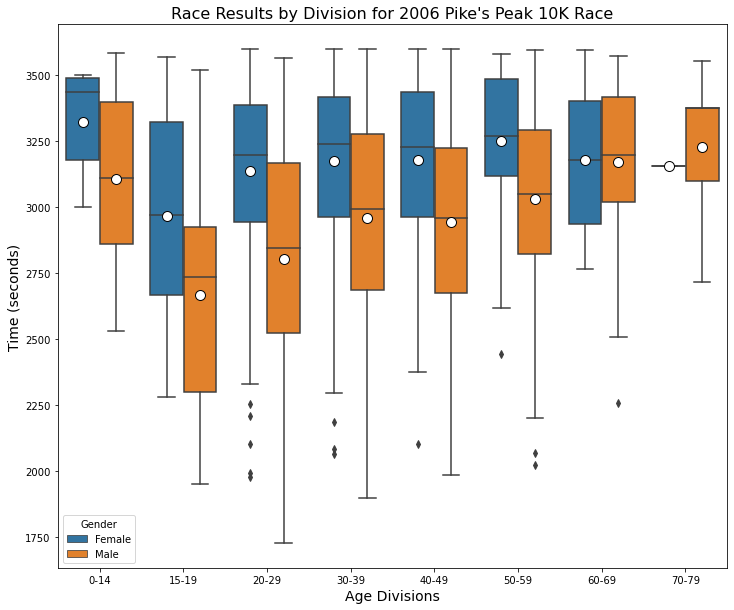 Race Results by Division for 2006 Pike's Peak 10K Race
3500
3250
3000
2750
2500
2250
2000
1750
Time (seconds)
Gender
Female
Male
0-14
15-19
20-29
30-39
40-49
50-59
60-69
70-79
Age Divisions